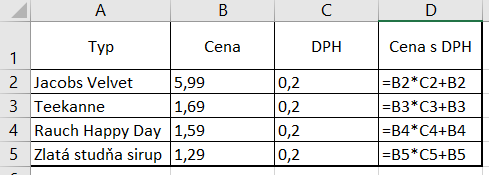 A B C D
1 Typ Cena DPH Cena s DPH
2 Jacobs Velvet 5,99 0,2 =B2*C2+B2
3 Teekanne 1,69 0,2 =B3*C3+B3
4 Rauch Happy Day 1,59 0,2 =B4*C4+B4
5 Zlatá studňa sirup 1,29 0,2 =B5*C5+B5